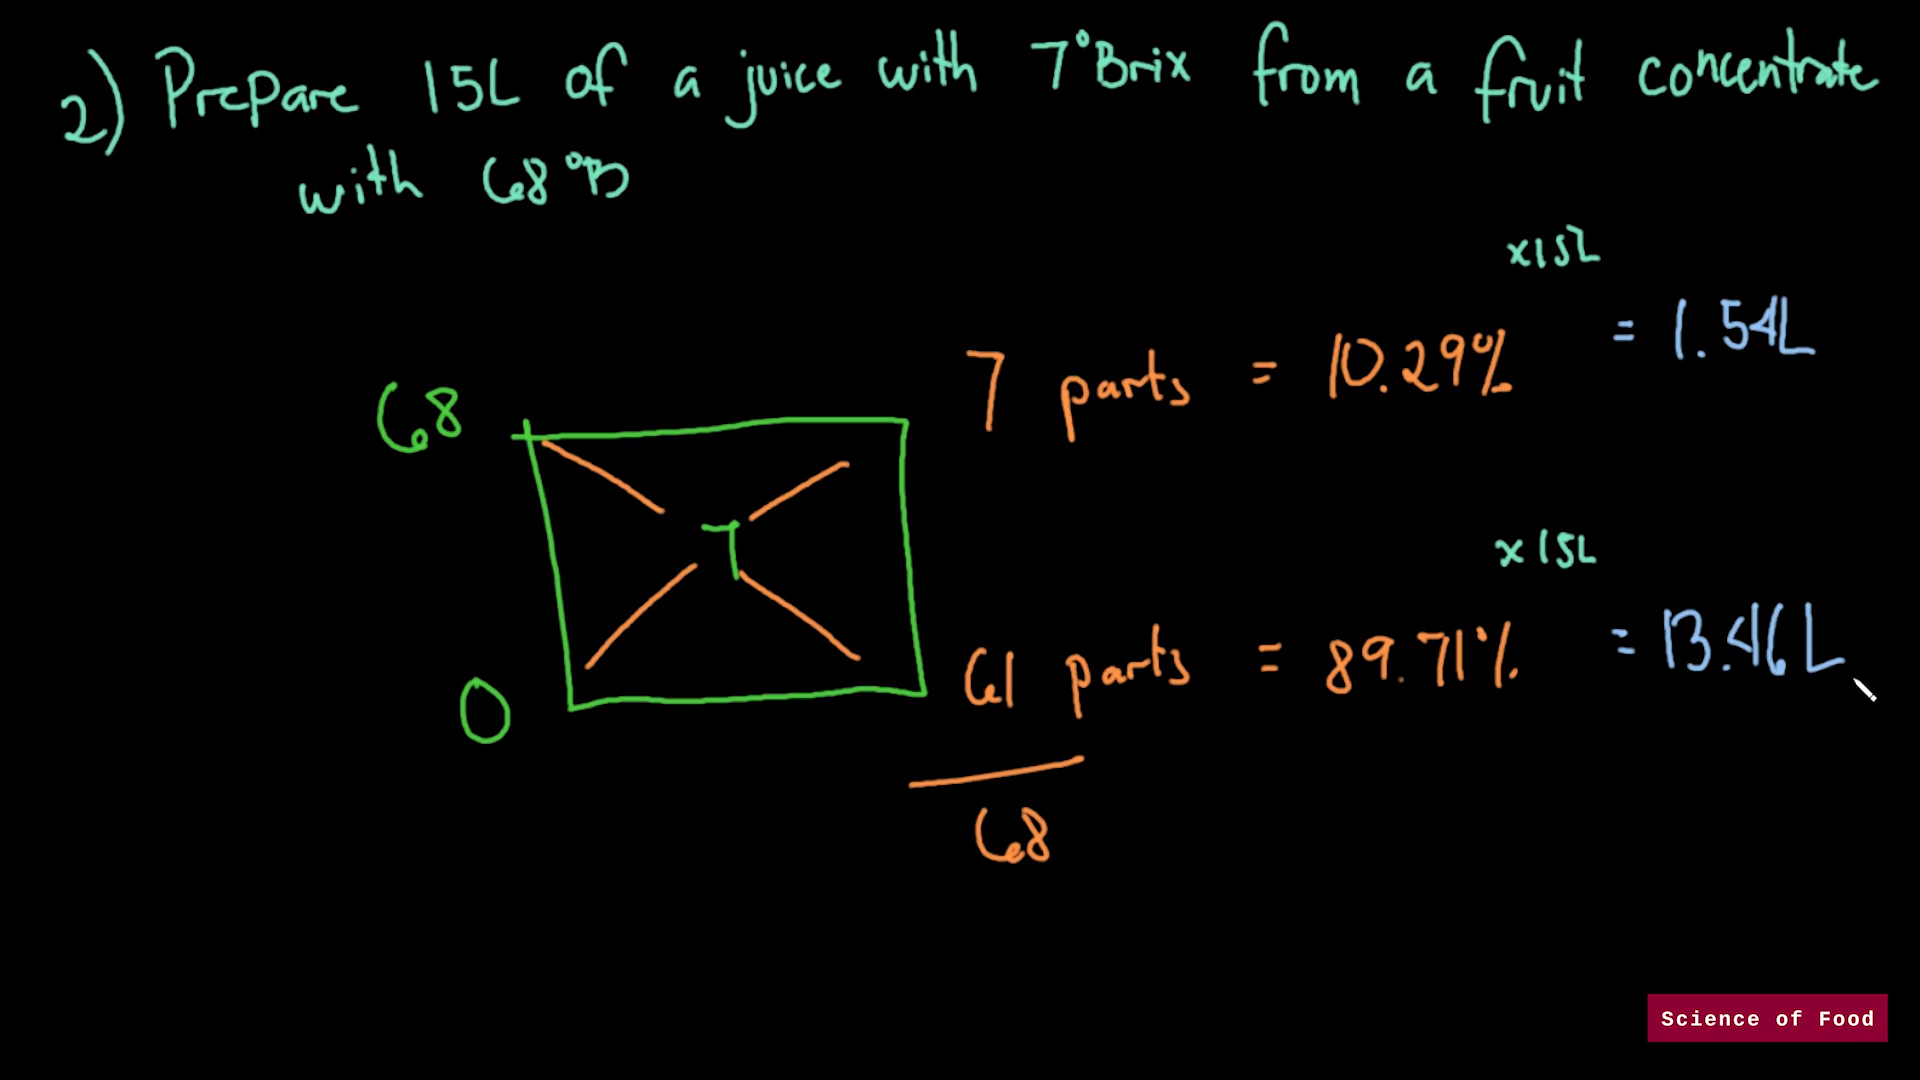 2) Prepare 15L of a juice with 7°Brix from a fruit concentrate
with 68°B
x15L
7 parts = 10.29% = 1.54L
68
7
x15L
61 parts = 89.71% = 13.46L
0
68
Science of Food